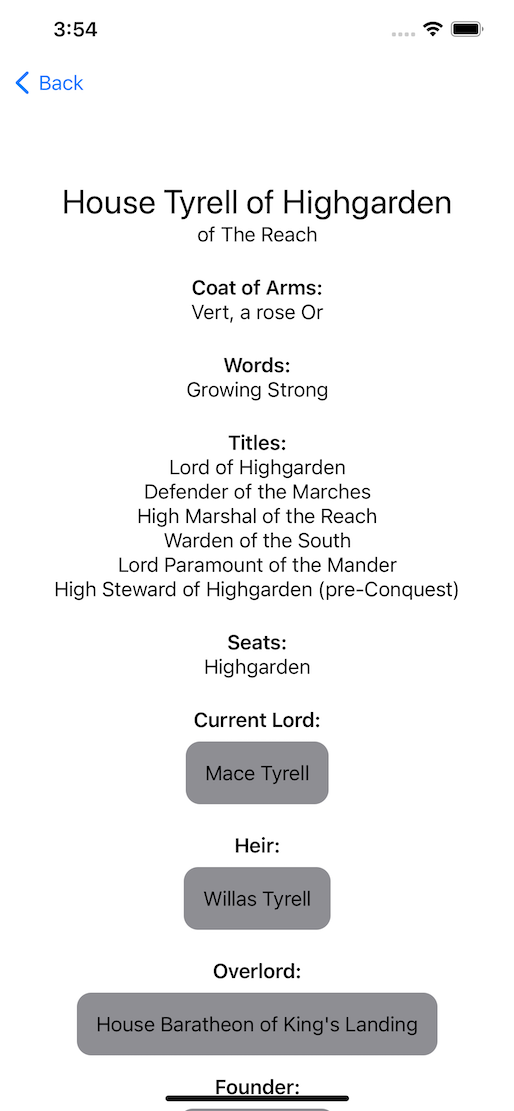 3:54
Back
House Tyrell of Highgarden
of The Reach
Coat of Arms:
Vert, a rose Or
Words:
Growing Strong
Titles:
Lord of Highgarden
Defender of the Marches
High Marshal of the Reach
Warden of the South
Lord Paramount of the Mander
High Steward of Highgarden (pre-Conquest)
Seats:
Highgarden
Current Lord:
Mace Tyrell
Heir:
Willas Tyrell
Overlord:
House Baratheon of King's Landing
Founder: